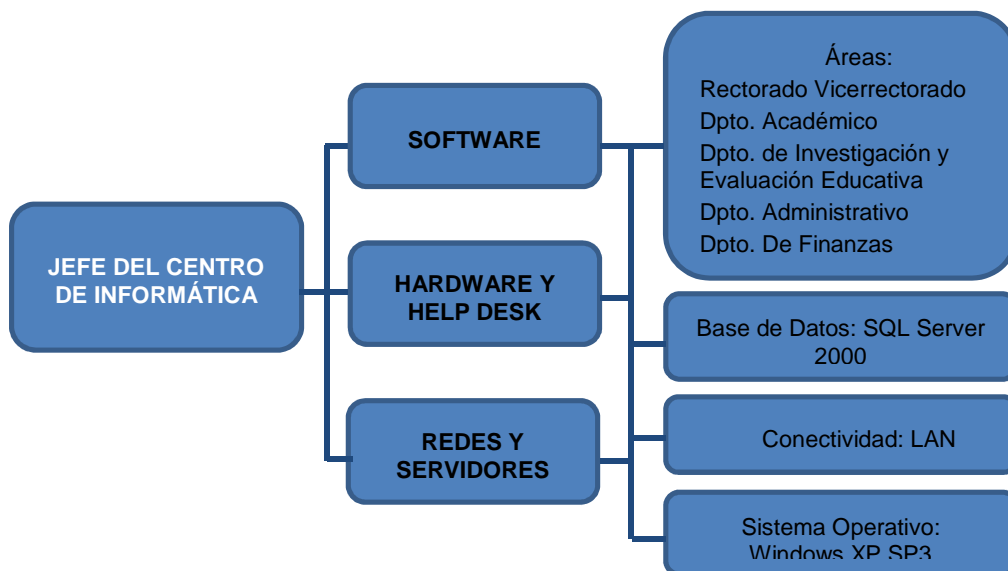 JEFE DEL CENTRO
DE INFORMÁTICA
SOFTWARE
HARDWARE Y
HELP DESK
REDES Y
SERVIDORES
Áreas:
Rectorado Vicerrectorado
Dpto. Académico
Dpto. de Investigación y
Evaluación Educativa
Dpto. Administrativo
Dpto. De Finanzas
Base de Datos: SQL Server
2000
Conectividad: LAN
Sistema Operativo:
Windows XP SP3